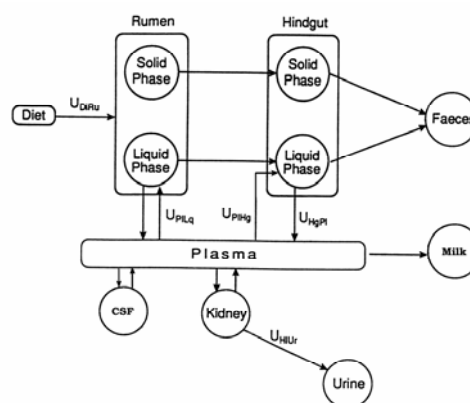 Rumen
Hindgut
Solid
Phase
Solid
Phase
Diet
U_DiRu
Faeces
Liquid
Phase
Liquid
Phase
U_PlLq
U_PlHg
U_HgPl
Plasma
Milk
CSF
Kidney
U_HlUr
Urine